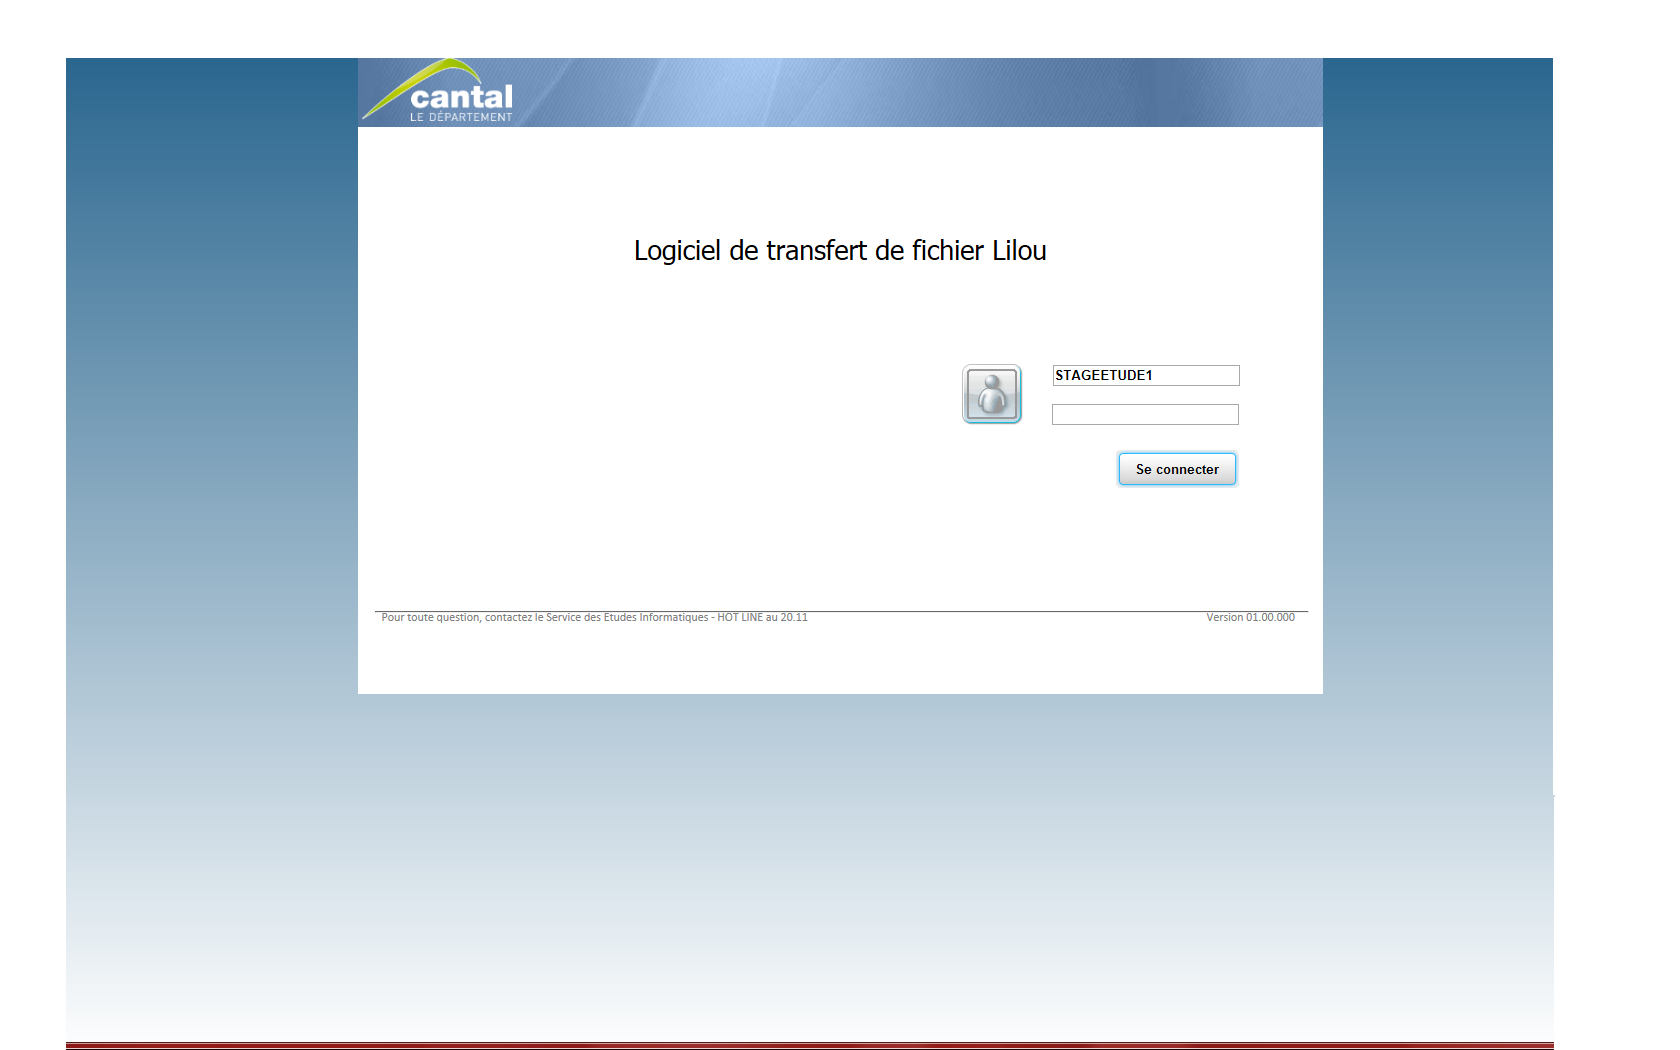 cantal
LE DÉPARTEMENT
Logiciel de transfert de fichier Lilou
STAGEETUDE1
Se connecter
Pour toute question, contactez le Service des Etudes Informatiques - HOT LINE au 20.11
Version 01.00.000